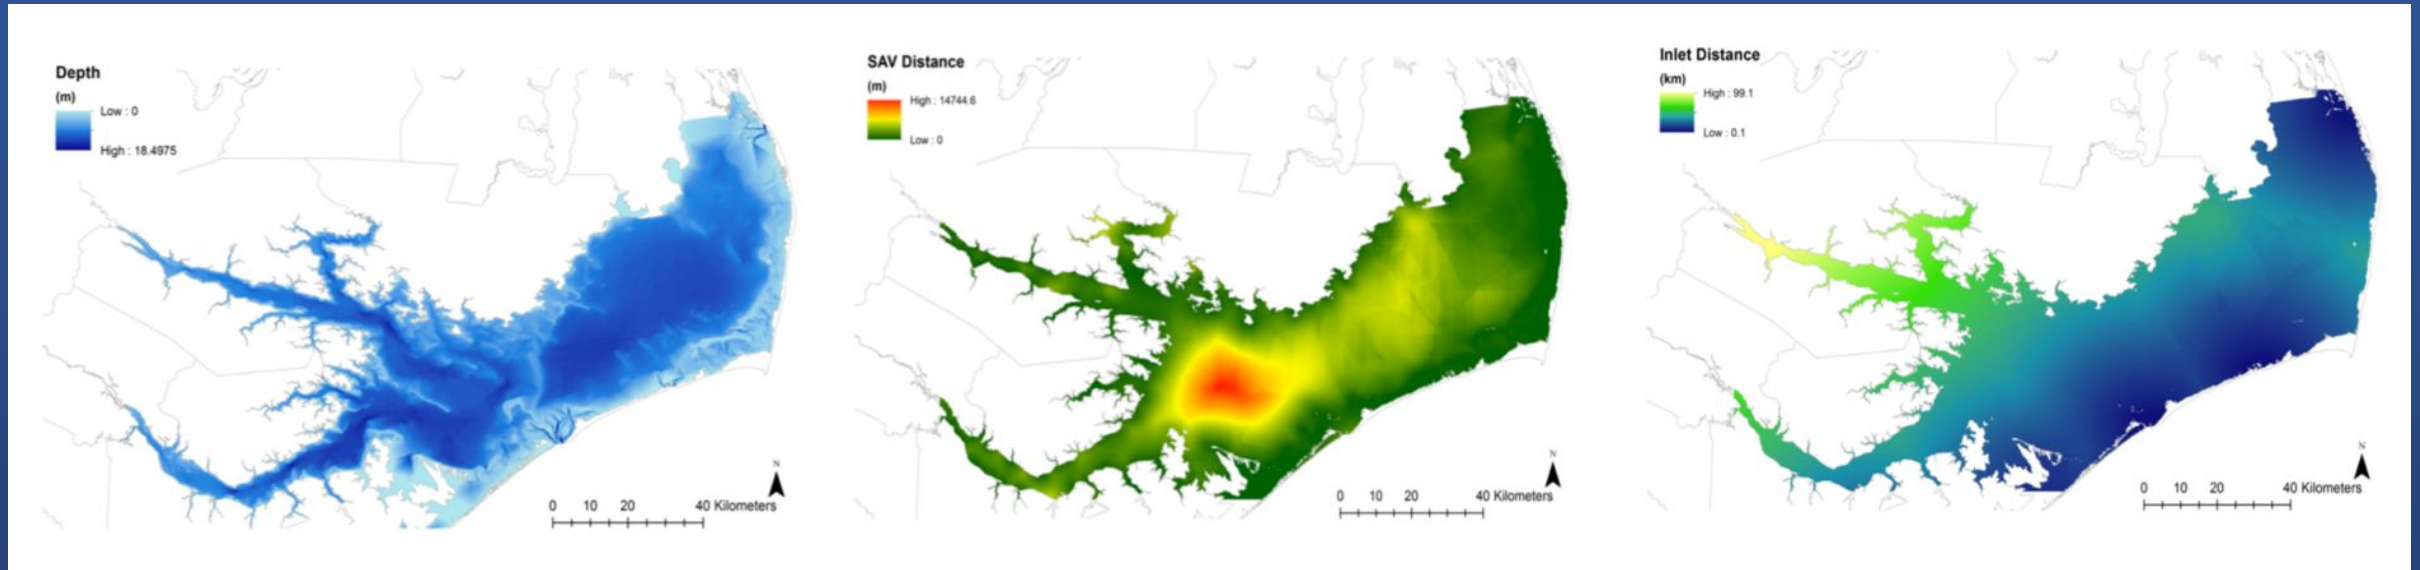 Depth
(m)
Low : 0
High : 18.4975
N
0 10 20 40 Kilometers
SAV Distance
(m)
High : 14744.6
Low : 0
N
0 10 20 40 Kilometers
Inlet Distance
(km)
High : 99.1
Low : 0.1
N
0 10 20 40 Kilometers